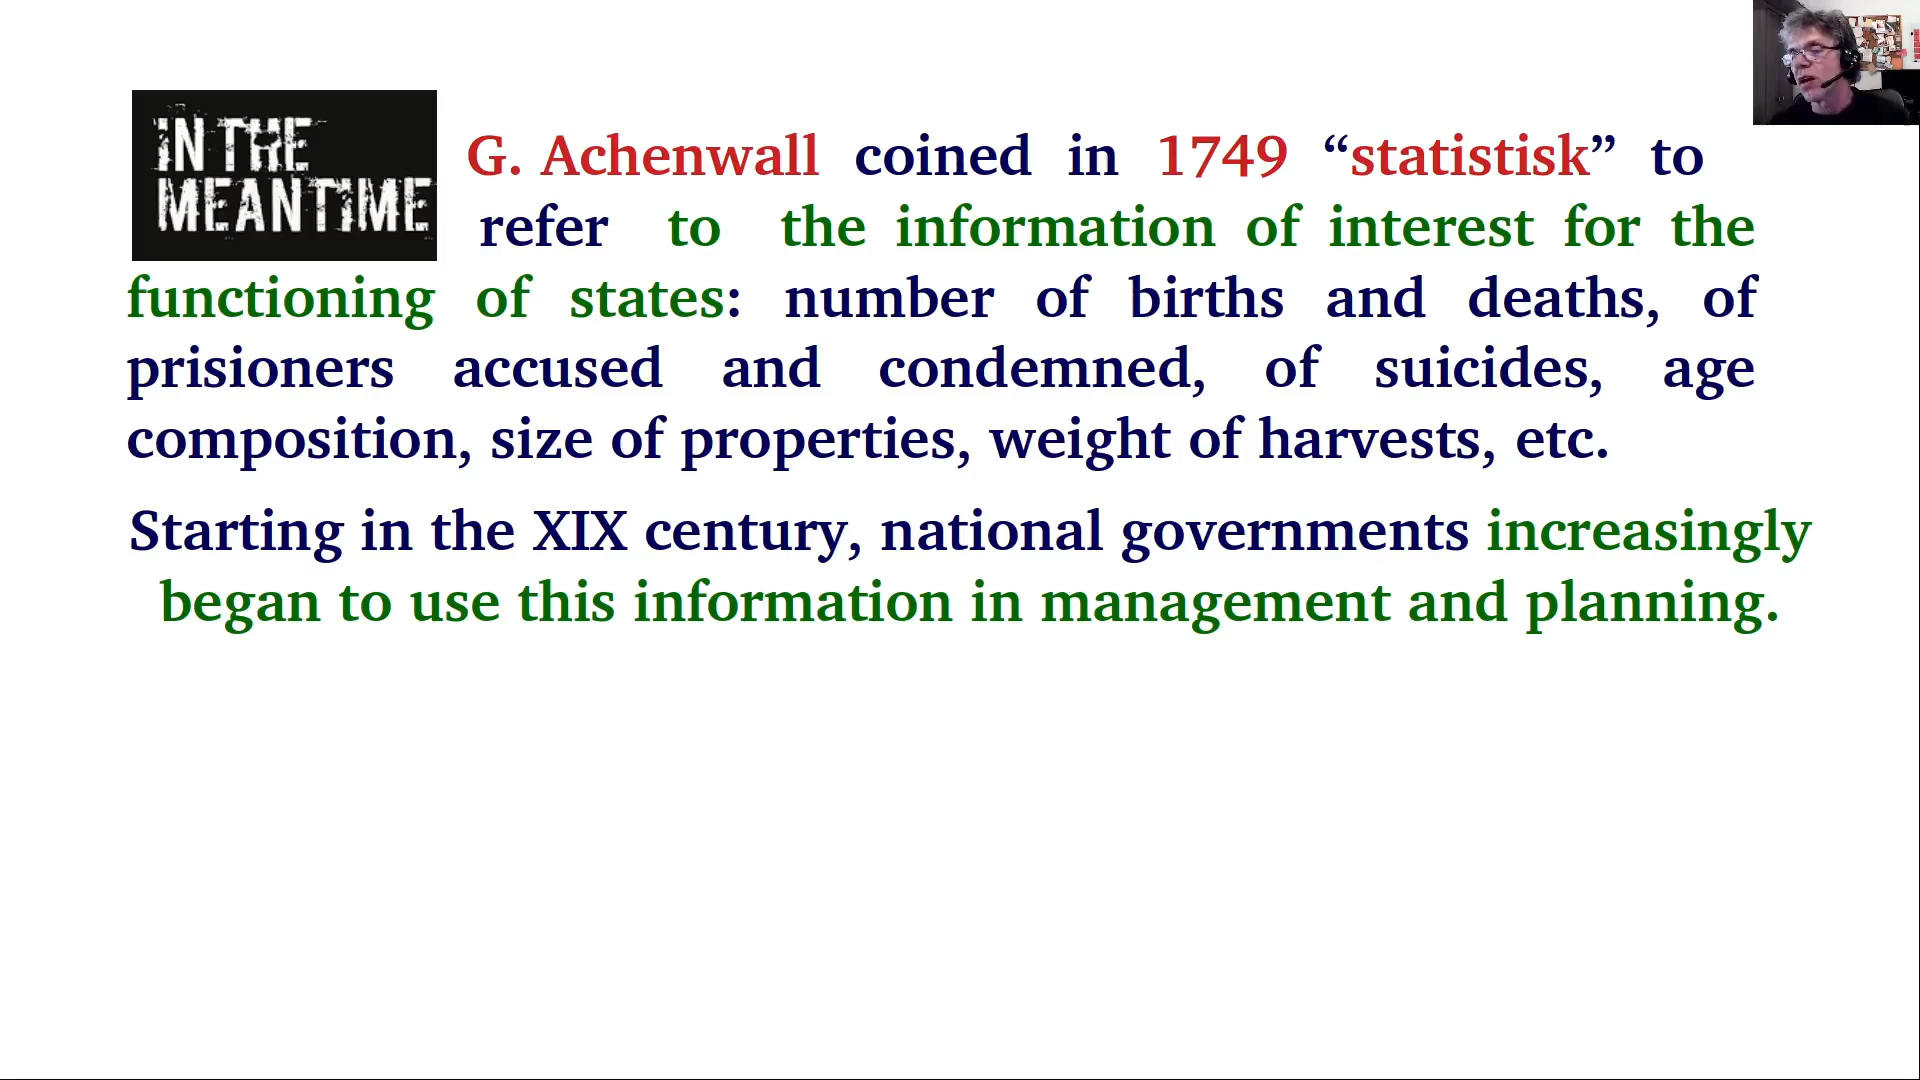 IN THE
MEANTIME
G. Achenwall coined in 1749 “statistisk” to
refer to the information of interest for the
functioning of states: number of births and deaths, of
prisioners accused and condemned, of suicides, age
composition, size of properties, weight of harvests, etc.
Starting in the XIX century, national governments increasingly
began to use this information in management and planning.